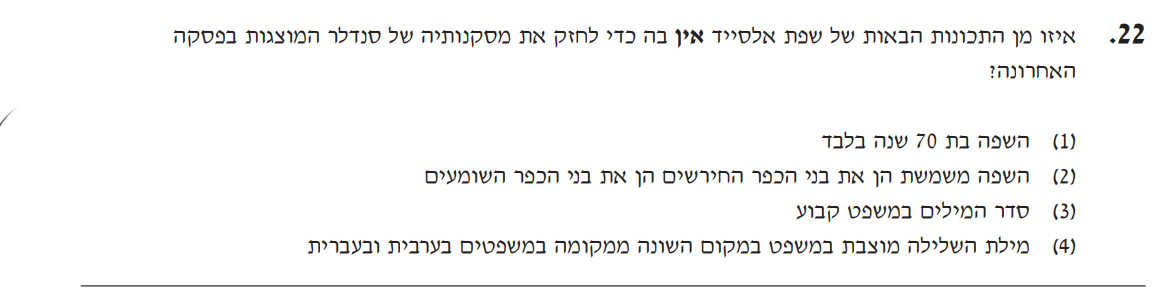 22. איזו מן התכונות הבאות של שפת אלסייד אין בה כדי לחזק את מסקנותיה של סנדלר המוצגות בפסקה
האחרונה?
(1) השפה בת 70 שנה בלבד
(2) השפה משמשת הן את בני הכפר החירשים הן את בני הכפר השומעים
(3) סדר המילים במשפט קבוע
(4) מילת השלילה מוצבת במשפט במקום השונה ממקומה במשפטים בערבית ובעברית